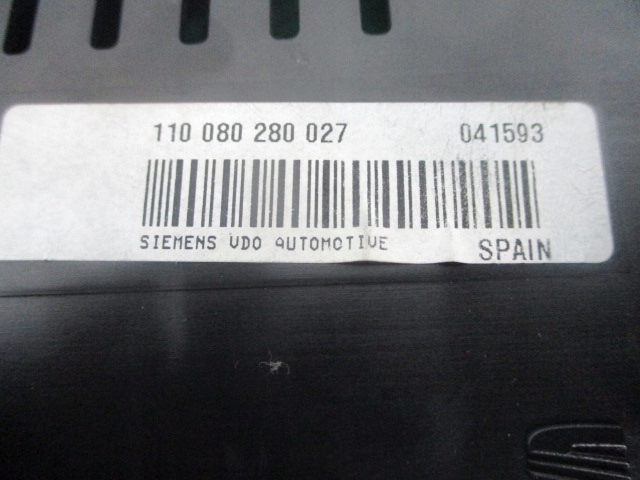 110 080 280 027 041593
SIEMENS VDO AUTOMOTIVE SPAIN